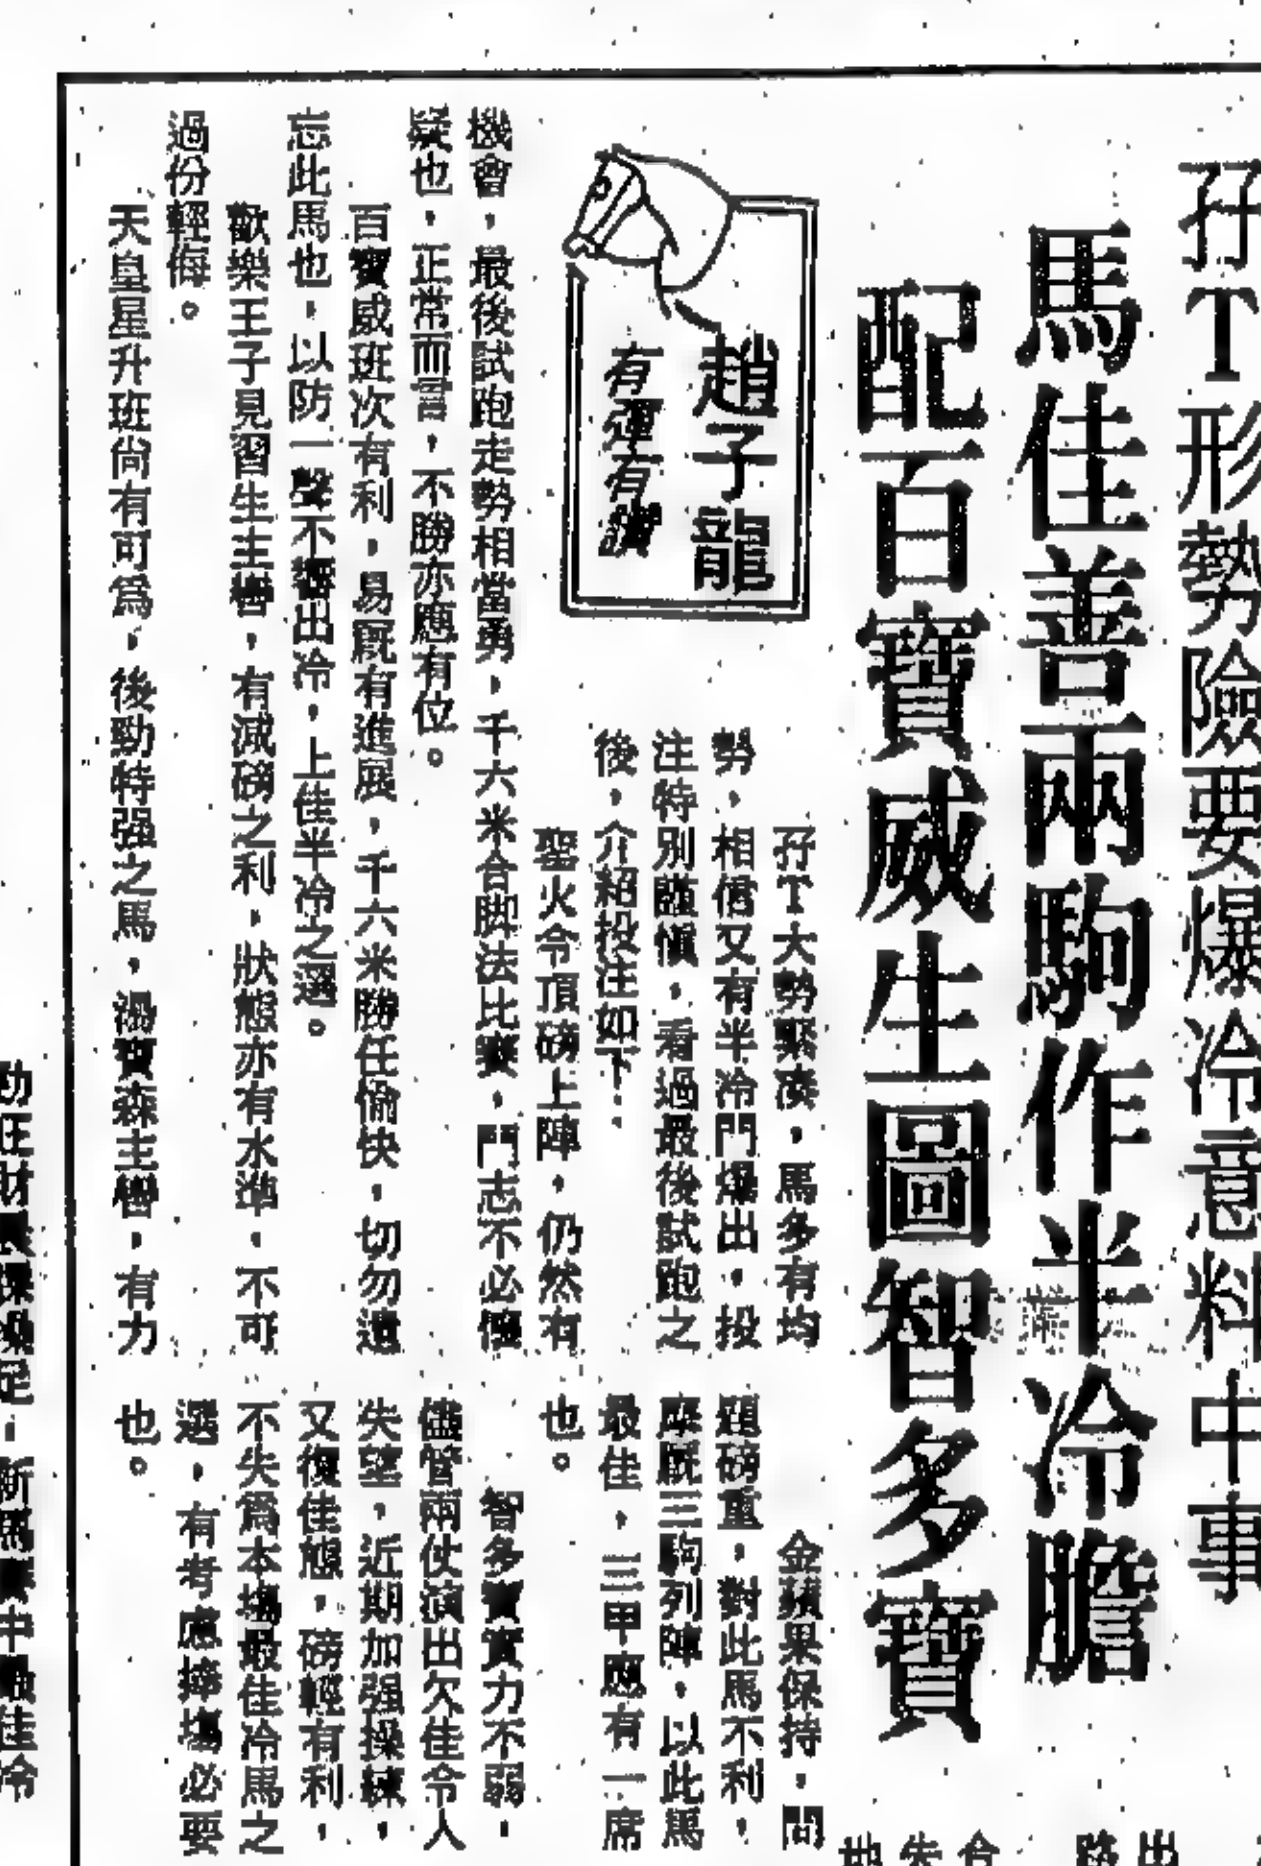 孖T形勢險要爆冷意料中事
馬佳善兩駒作半冷膽
配百寶威生圖智多寶
趙子龍
有運有讚
孖T大勢緊湊，馬多有均
勢，相信又有半冷門爆出，投
注特別謹慎，看過最後試跑之
後，介紹投注如下：
聖火令頂磅上陣，仍然有
機會，最後試跑走勢相當勇，千六米合脚法比賽，鬥志不必懷
疑也，正常而言，不勝亦應有位。
百寶威班次有利，易厩有進展，千六米勝任愉快，切勿遺
忘此馬也，以防一聲不響出冷，上佳半冷之選。
歡樂王子見習生主轡，有減磅之利，狀態亦有水準，不可
過份輕侮。
天皇星升班尚有可爲，後勁特强之馬，湯寶森主轡，有力
也。
金蘋果保持，問
題磅重，對此馬不利，
摩厩三駒列陣，以此馬
最佳，三甲應有一席
也。
智多寶實力不弱，
儘管兩仗演出欠佳令人
失望，近期加强操練，
又復佳態，磅輕有利，
不失爲本場最佳冷馬之
選，有考慮捧場必要